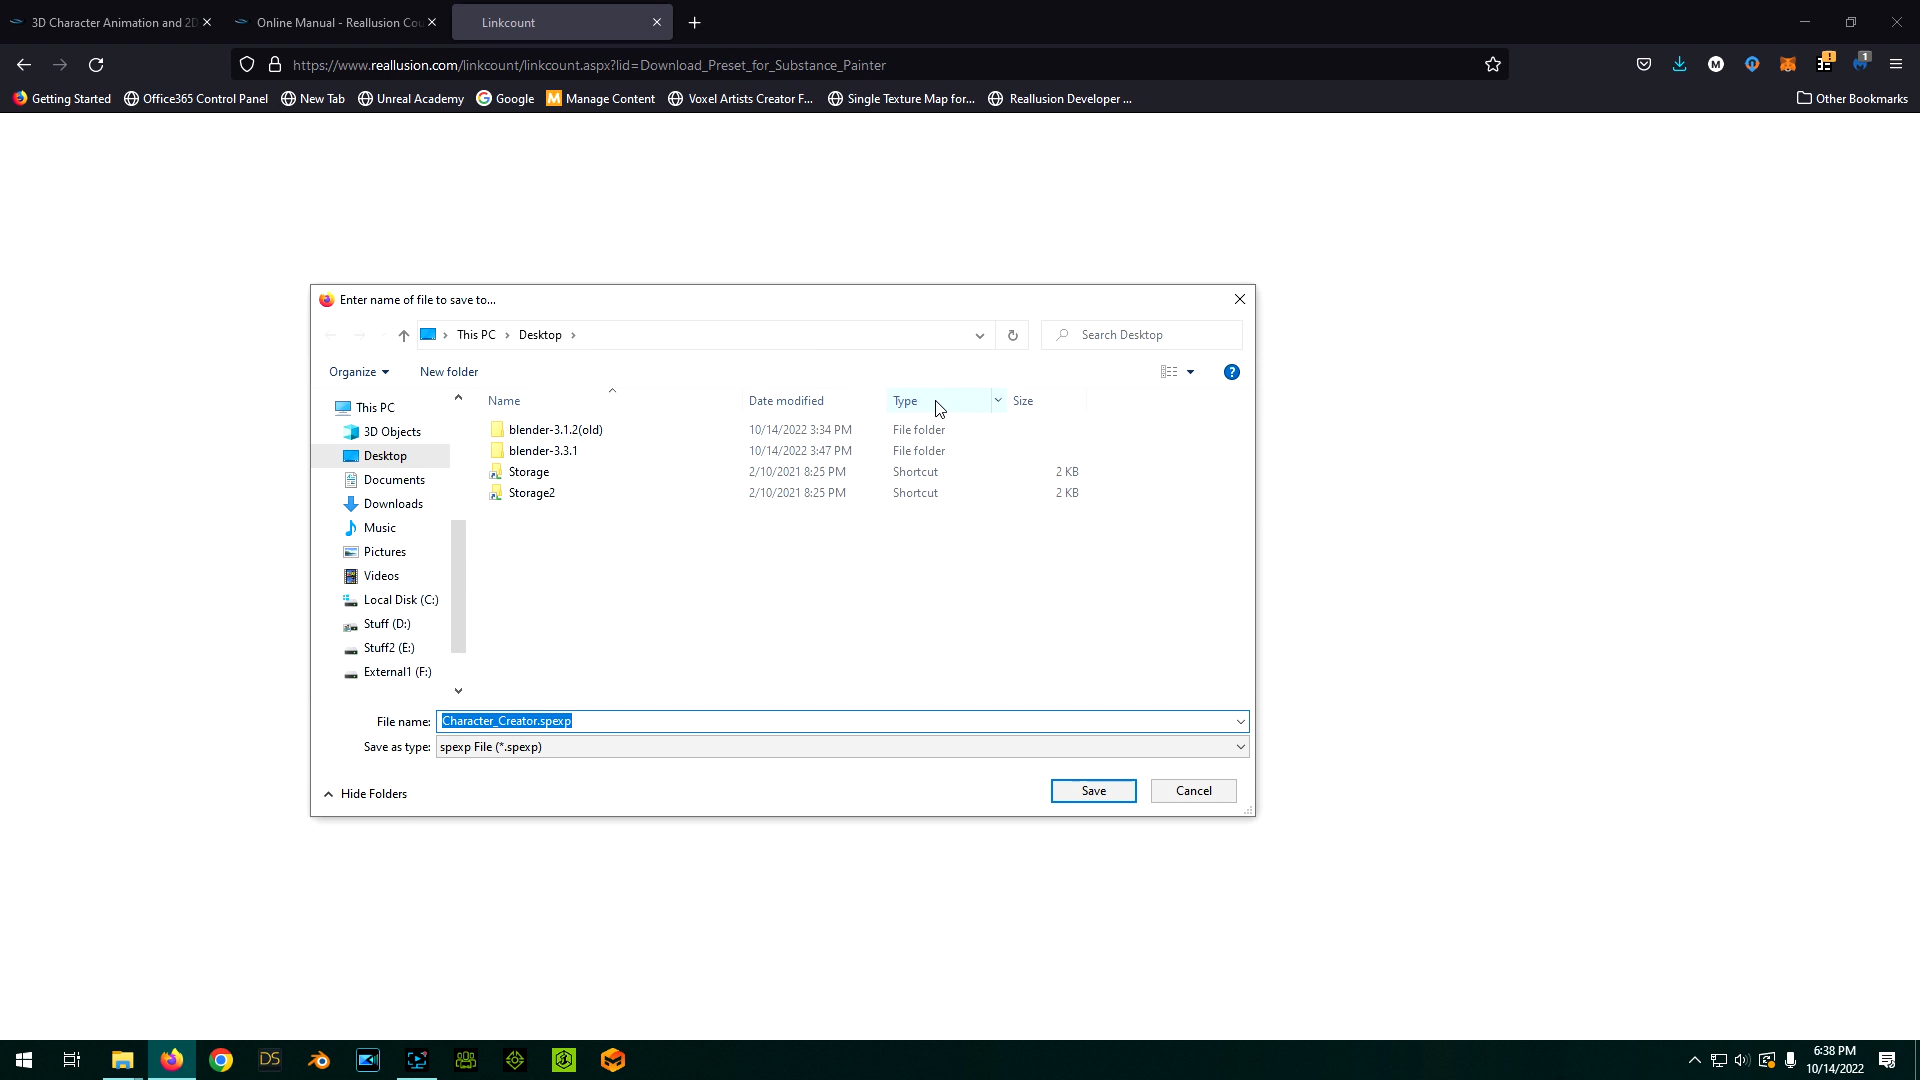 3D Character Animation and 2D
Online Manual - Reallusion Cou
Linkcount
https://www.reallusion.com/linkcount/linkcount.aspx?lid=Download_Preset_for_Substance_Painter
M
!
1
Getting Started
Office365 Control Panel
New Tab
Unreal Academy
Google
Manage Content
Voxel Artists Creator F...
Single Texture Map for...
Reallusion Developer ...
Other Bookmarks
Enter name of file to save to...
This PC
Desktop
Search Desktop
Organize
New folder
?
Name
Date modified
Type
Size
This PC
3D Objects
Desktop
Documents
Downloads
Music
Pictures
Videos
Local Disk (C:)
Stuff (D:)
Stuff2 (E:)
External1 (F:)
blender-3.1.2(old) 10/14/2022 3:34 PM File folder
blender-3.3.1 10/14/2022 3:47 PM File folder
Storage 2/10/2021 8:25 PM Shortcut 2 KB
Storage2 2/10/2021 8:25 PM Shortcut 2 KB
File name: Character_Creator.spexp
Save as type: spexp File (*.spexp)
Hide Folders
Save
Cancel
DS
6:38 PM
10/14/2022